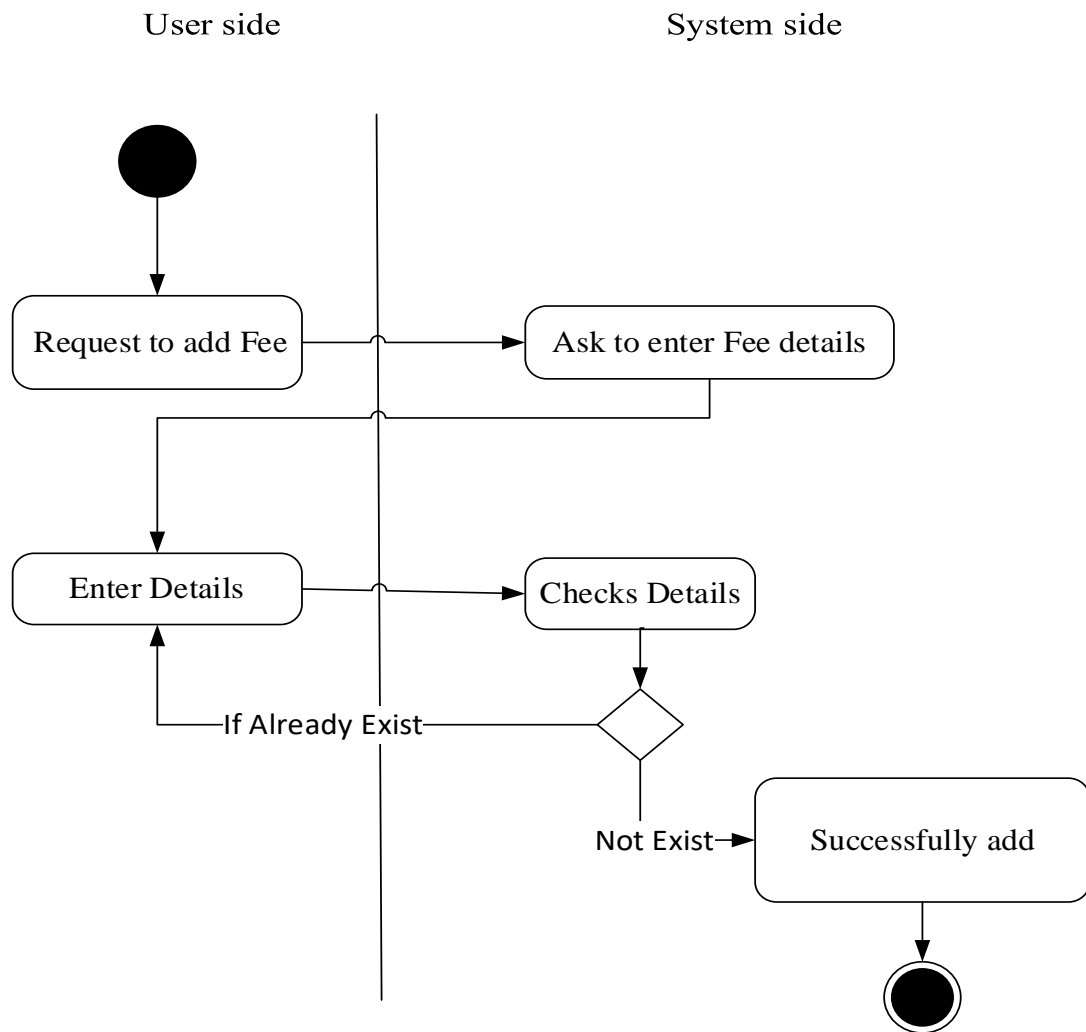 User side
System side
Request to add Fee
Ask to enter Fee details
Enter Details
Checks Details
If Already Exist
Not Exist
Successfully add